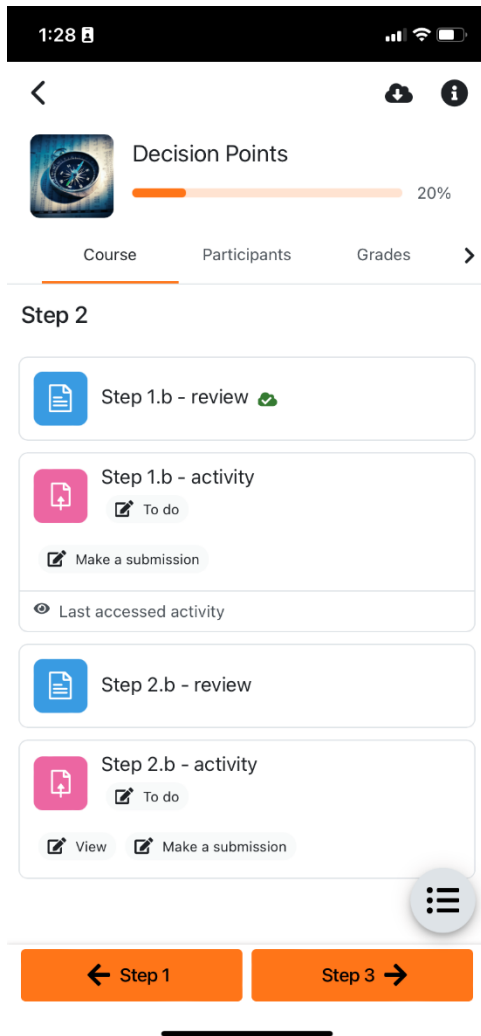 1:28
Decision Points
20%
Course Participants Grades
Step 2
Step 1.b - review
Step 1.b - activity
To do
Make a submission
Last accessed activity
Step 2.b - review
Step 2.b - activity
To do
View Make a submission
Step 1 Step 3